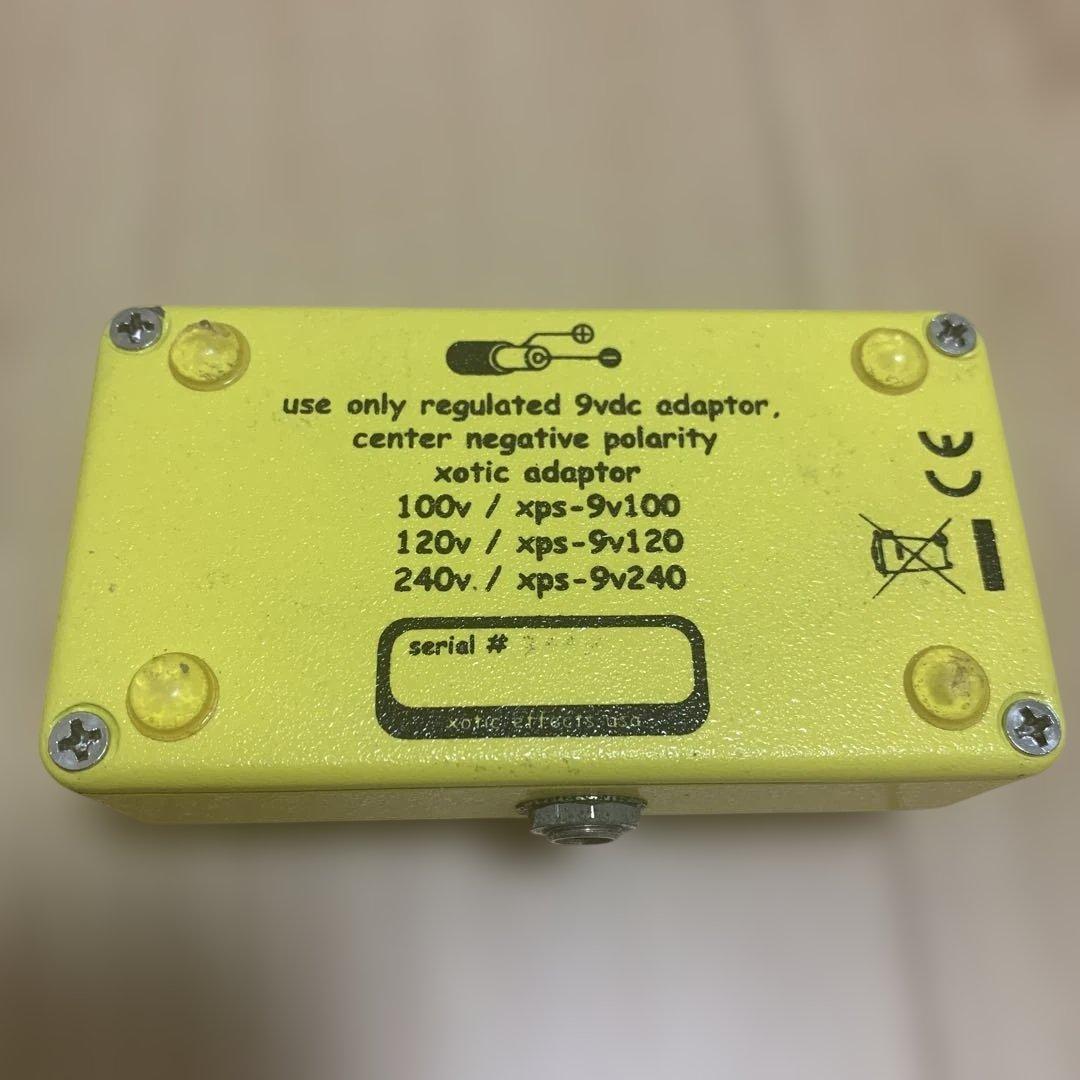 use only regulated 9vdc adaptor,
center negative polarity
xotic adaptor
100v / xps-9v100
120v / xps-9v120
240v / xps-9v240
CE
serial #
xotic effects usa